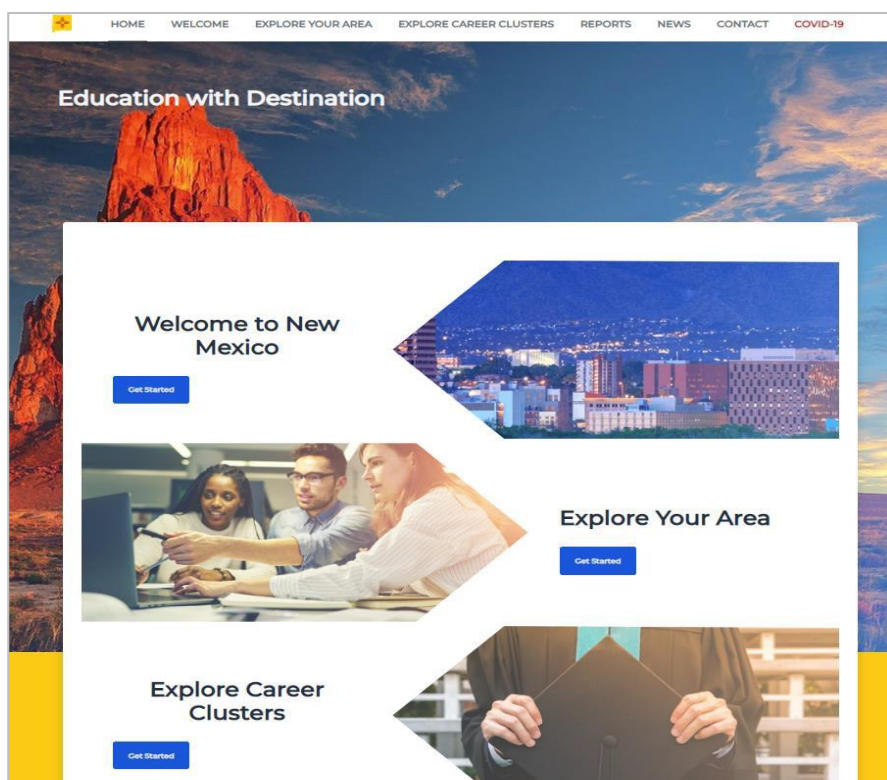 HOME WELCOME EXPLORE YOUR AREA EXPLORE CAREER CLUSTERS REPORTS NEWS CONTACT COVID-19
Education with Destination
Welcome to New
Mexico
Get Started
Explore Your Area
Get Started
Explore Career
Clusters
Get Started